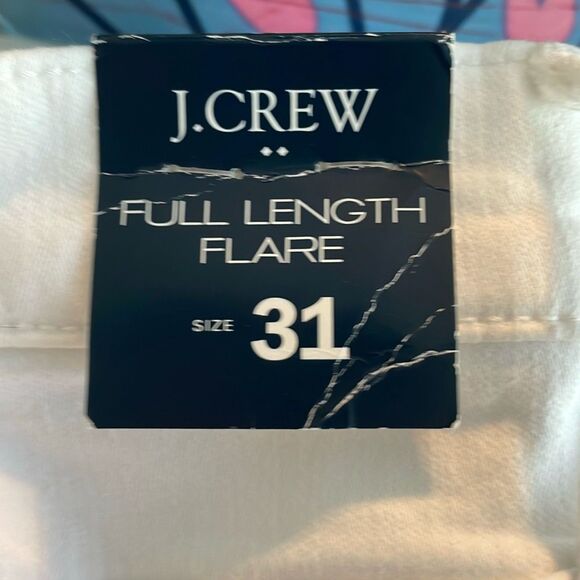 J.CREW
FULL LENGTH
FLARE
SIZE 31